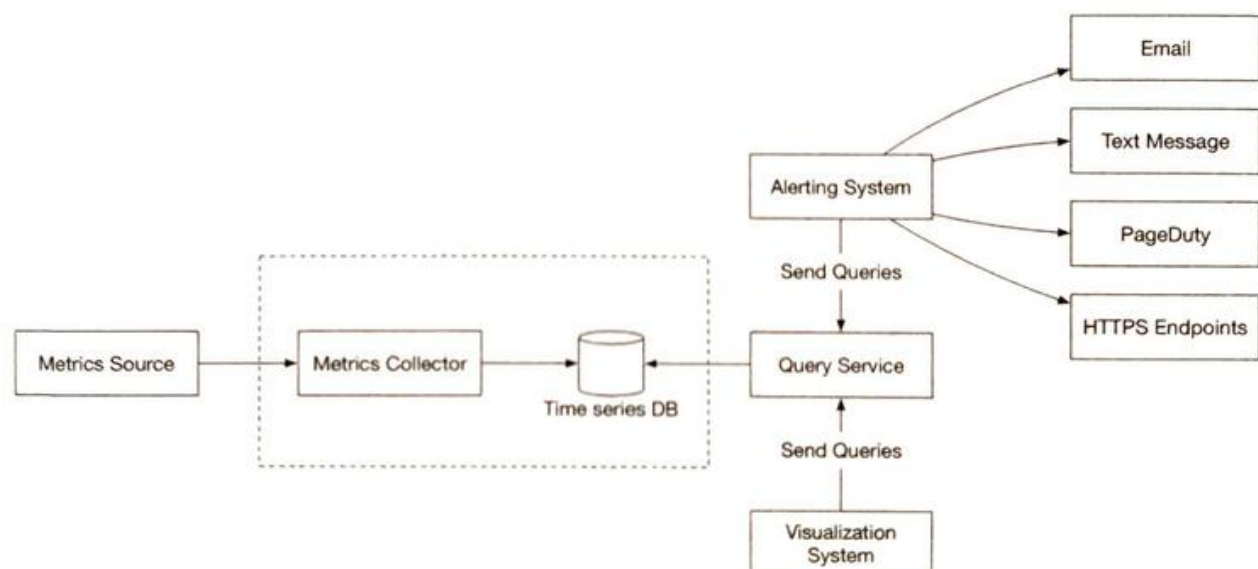 Email
Text Message
Alerting System
PageDuty
Send Queries
HTTPS Endpoints
Metrics Source
Metrics Collector
Query Service
Time series DB
Send Queries
Visualization
System